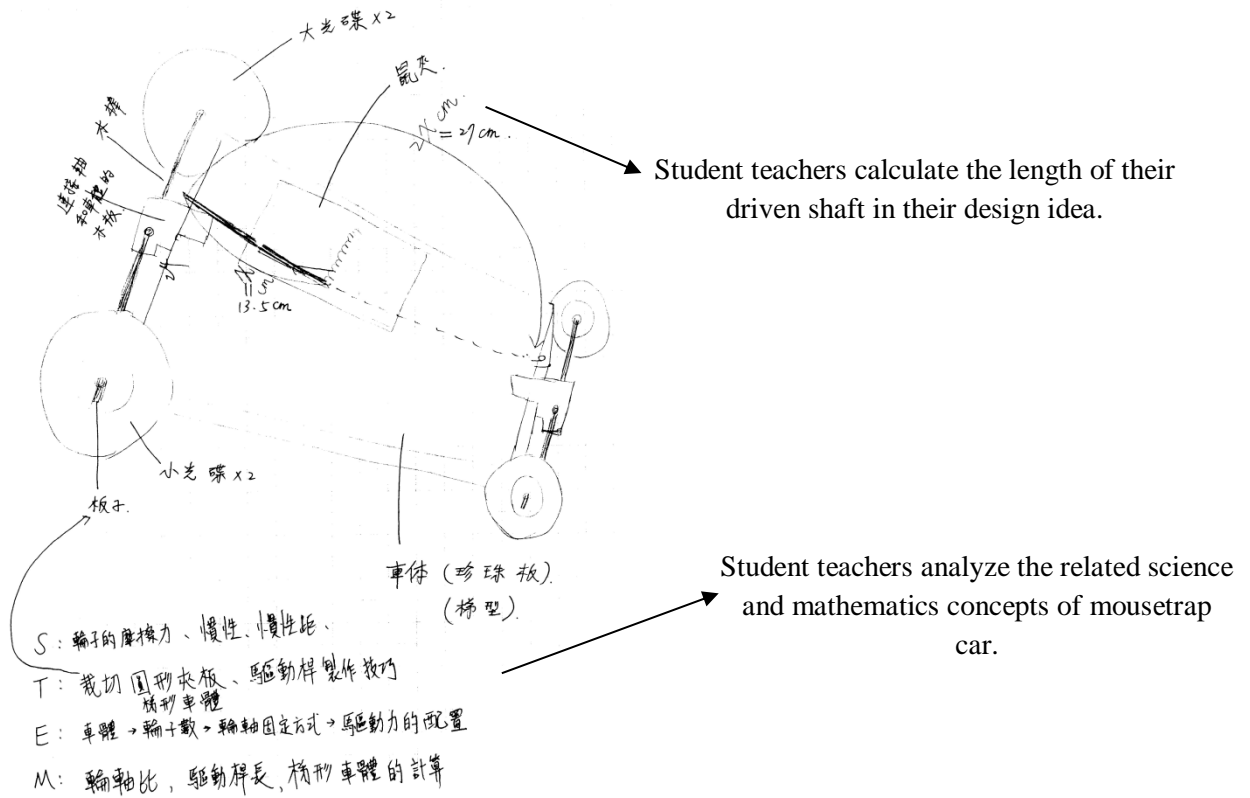 大光碟 x2
鼠夾.
木棒
2X cm.
= 27 cm.
Student teachers calculate the length of their
driven shaft in their design idea.
連接軸
和車體的
木板.
X cm
=
13.5 cm
小光碟 x2
板子.
車体 (珍珠板).
(梯型).
Student teachers analyze the related science
and mathematics concepts of mousetrap
car.
S: 輪子的摩擦力、慣性、慣性距、
T: 裁切圓形夾板、驅動桿製作技巧
梯形車體
E: 車體→輪子數→輪軸固定方式→驅動力的配置
M: 輪軸比, 驅動桿長, 梯形車體的計算